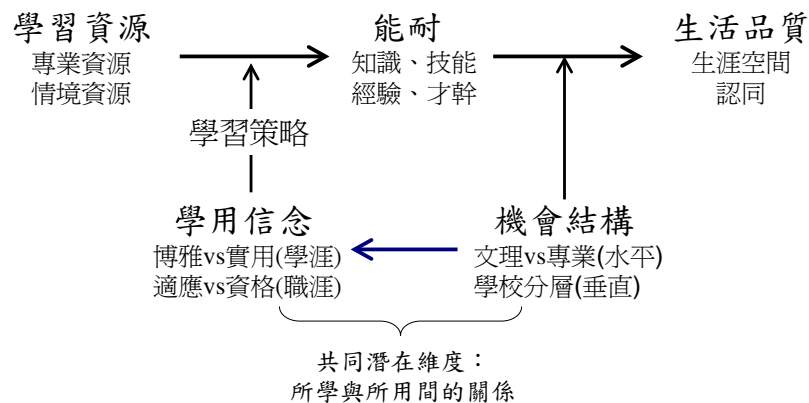 學習資源
專業資源
情境資源
能耐
知識、技能
經驗、才幹
生活品質
生涯空間
認同
學習策略
學用信念
博雅vs實用(學涯)
適應vs資格(職涯)
機會結構
文理vs專業(水平)
學校分層(垂直)
共同潛在維度：
所學與所用間的關係